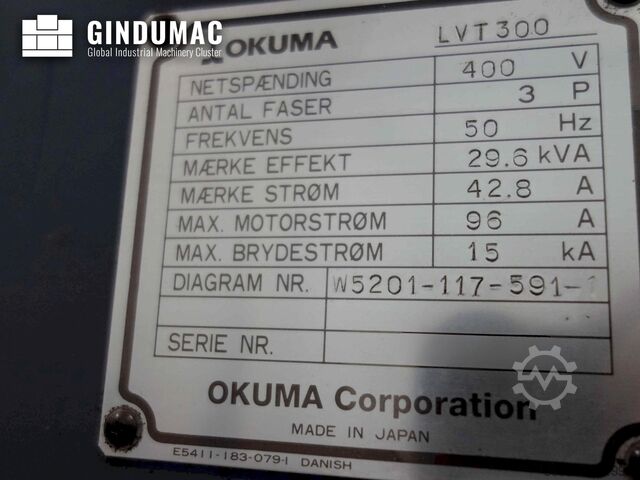 GINDUMAC
Global Industrial Machinery Cluster
OKUMA LVT300
NETSPÆNDING 400 V
ANTAL FASER 3 P
FREKVENS 50 Hz
MÆRKE EFFEKT 29.6 kVA
MÆRKE STRØM 42.8 A
MAX. MOTORSTRØM 96 A
MAX. BRYDESTRØM 15 kA
DIAGRAM NR. W5201-117-591-1
SERIE NR.
OKUMA Corporation
MADE IN JAPAN
E5411-183-079-1 DANISH